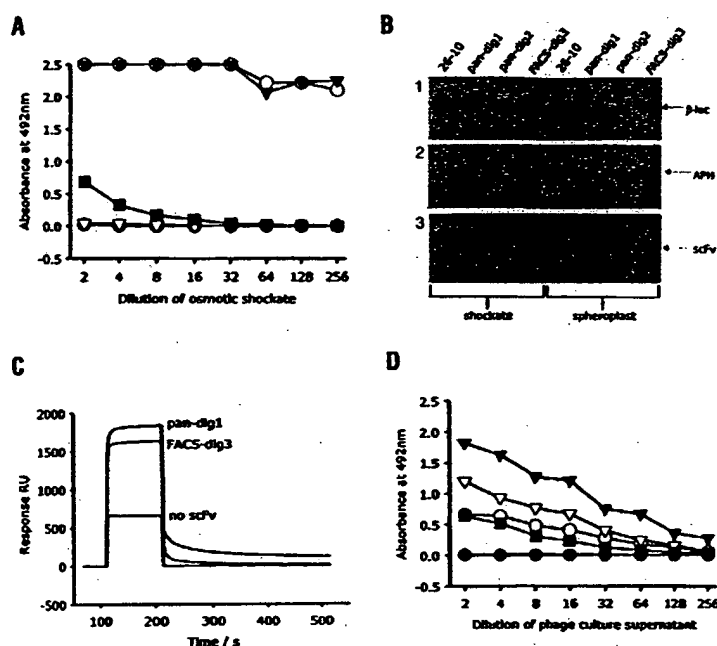 A
2.5
2.0
1.5
1.0
0.5
0.0
-0.5
Absorbance at 492nm
2 4 8 16 32 64 128 256
Dilution of osmotic shockate
B
26-10 pan-dig1 pan-dig2 FACS-dig3 26-10 pan-dig1 pan-dig2 FACS-dig3
1
β-lac
2
APH
3
scFv
shockate spheroplast
C
2000
1500
1000
500
0
-500
Response RU
pan-dig1
FACS-dig3
no scFv
100 200 300 400 500
Time / s
D
2.5
2.0
1.5
1.0
0.5
0.0
-0.5
Absorbance at 492nm
2 4 8 16 32 64 128 256
Dilution of phage culture supernatant